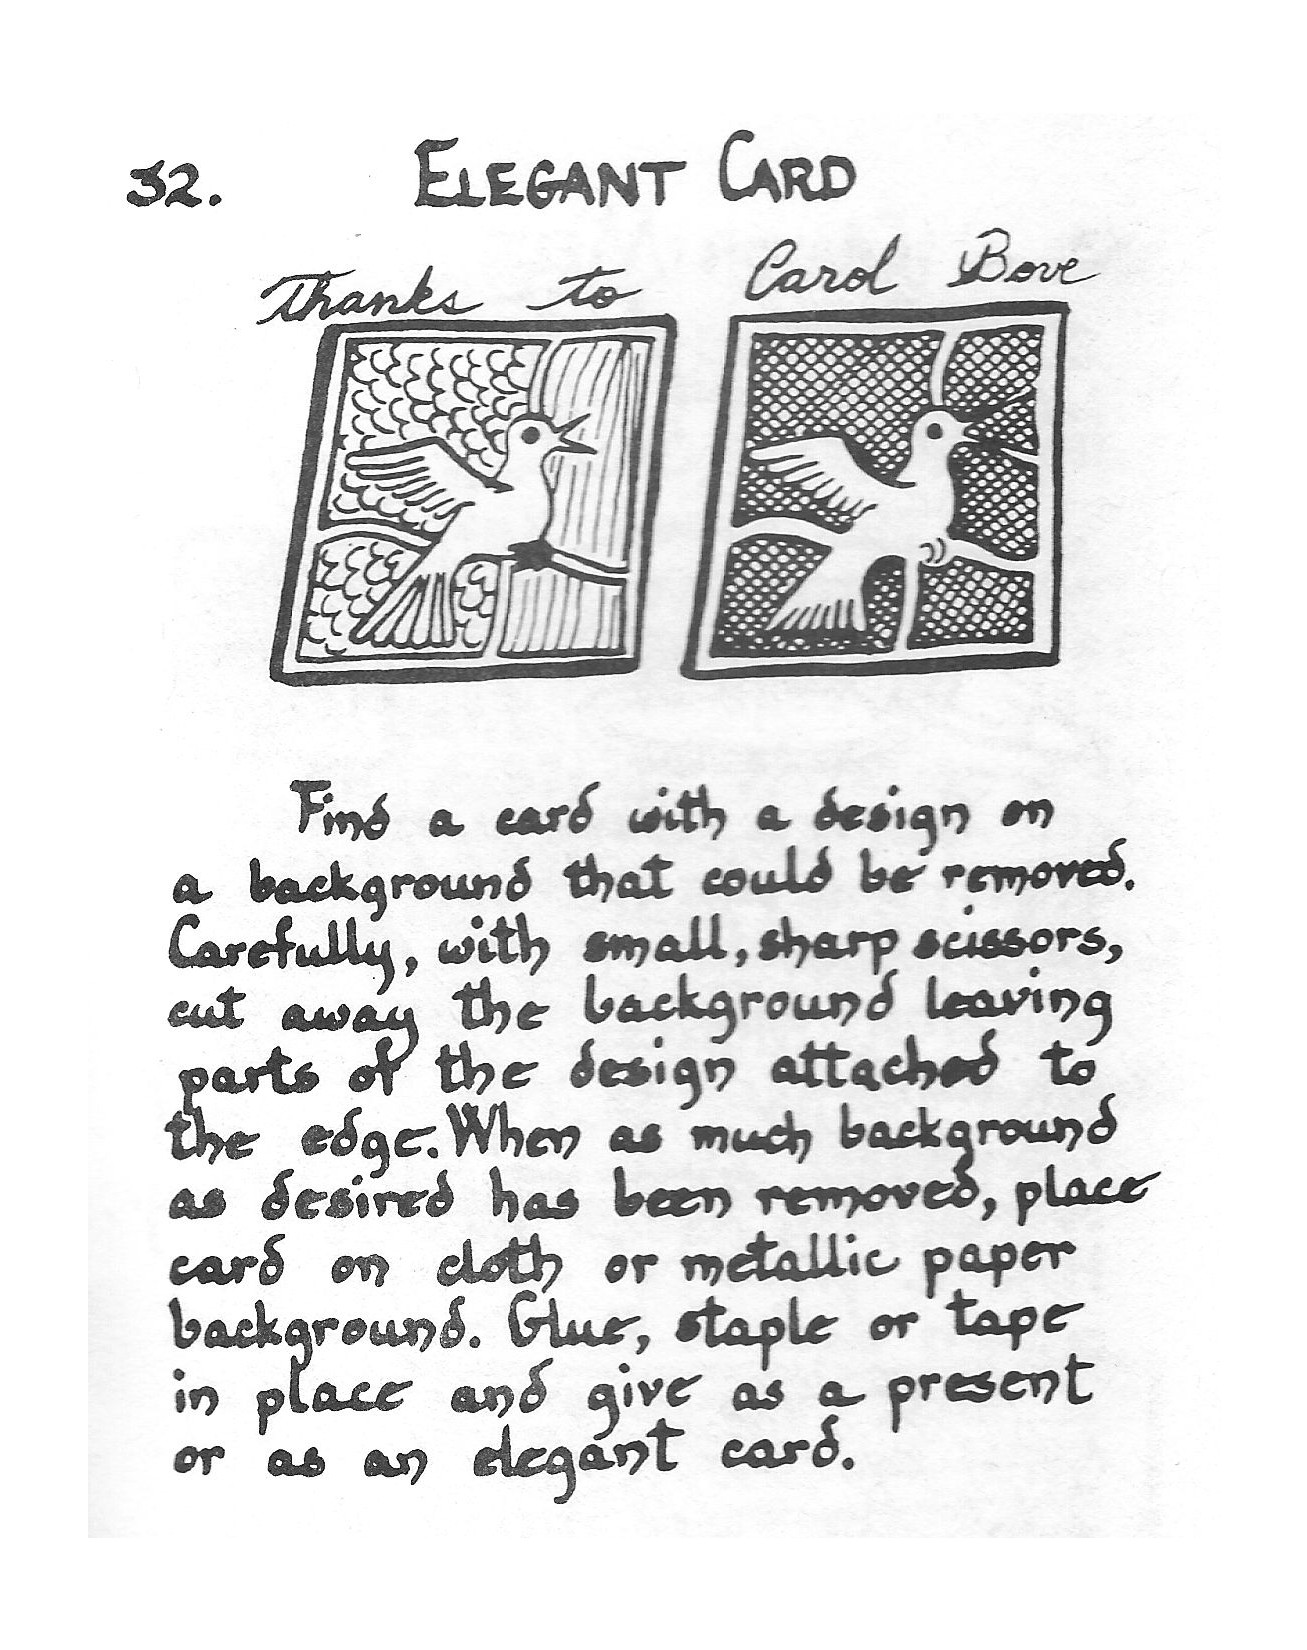 32. ELEGANT CARD
Thanks to Carol Bove
Find a card with a design on
a background that could be removed.
Carefully, with small, sharp scissors,
cut away the background leaving
parts of the design attached to
the edge. When as much background
as desired has been removed, place
card on cloth or metallic paper
background. Glue, staple or tape
in place and give as a present
or as an elegant card.